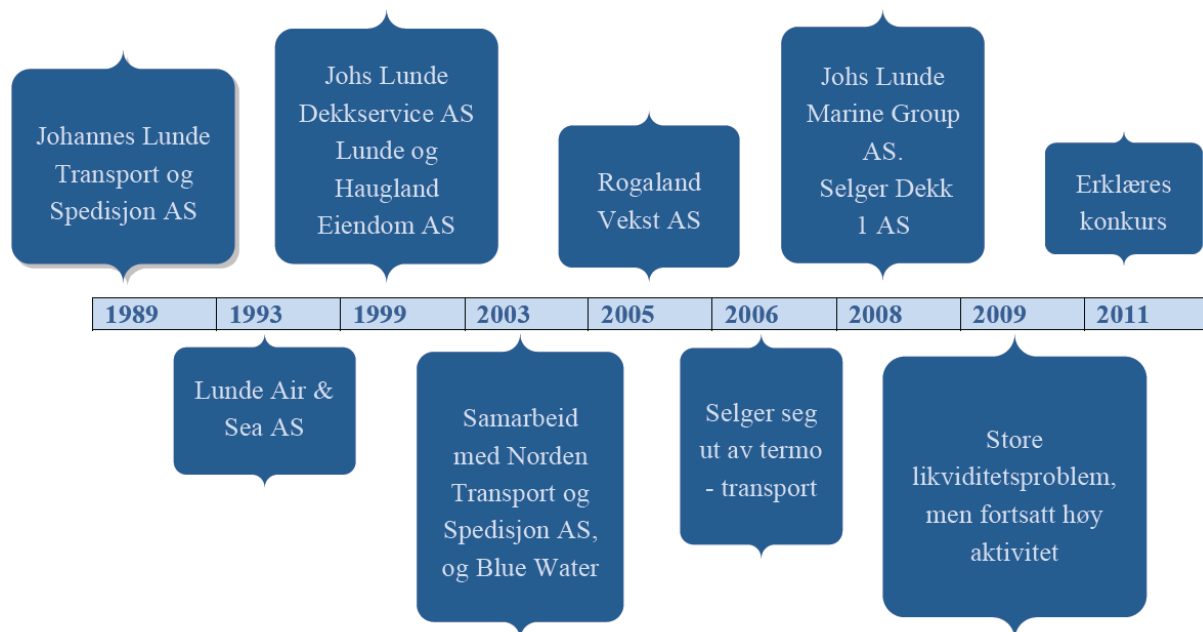 Johannes Lunde
Transport og
Spedisjon AS
Johs Lunde
Dekkservice AS
Lunde og
Haugland
Eiendom AS
Rogaland
Vekst AS
Johs Lunde
Marine Group
AS.
Selger Dekk
1 AS
Erklæres
konkurs
1989 1993 1999 2003 2005 2006 2008 2009 2011
Lunde Air &
Sea AS
Samarbeid
med Norden
Transport og
Spedisjon AS,
og Blue Water
Selger seg
ut av termo
- transport
Store
likviditetsproblem,
men fortsatt høy
aktivitet